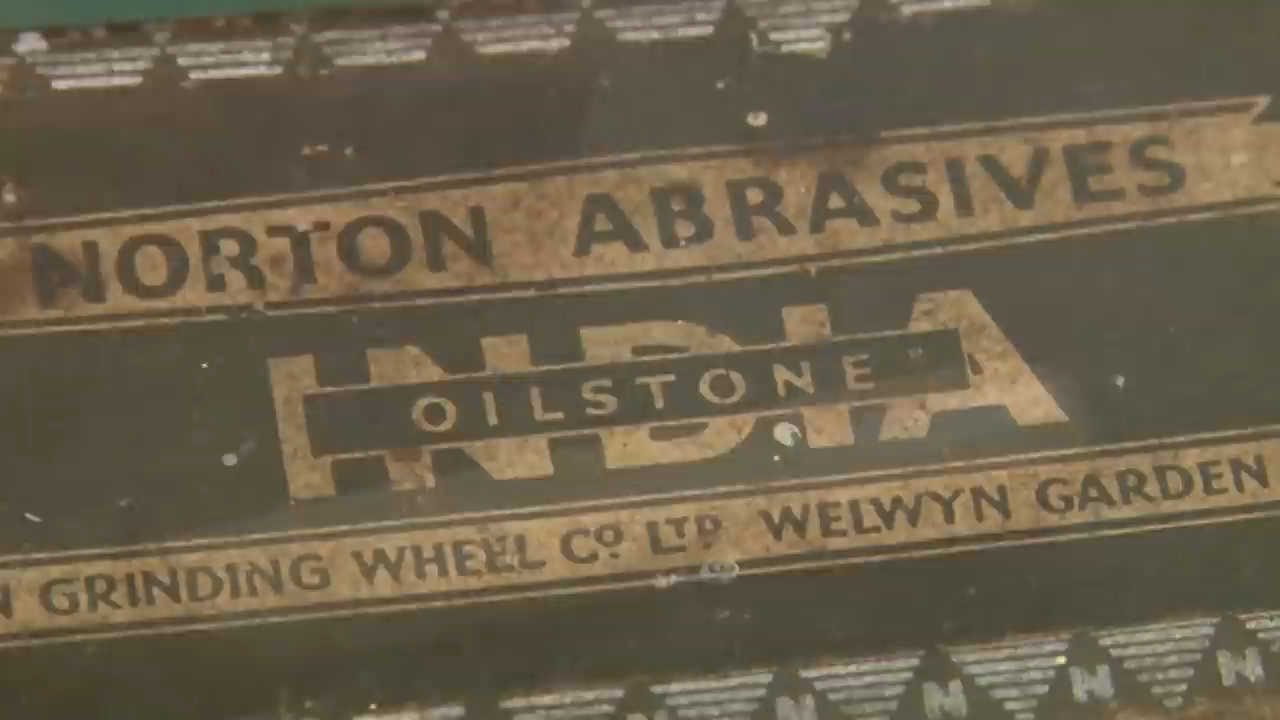 NORTON ABRASIVES
INDIA
OILSTONE
N GRINDING WHEEL CO LTD WELWYN GARDEN
N N N N N